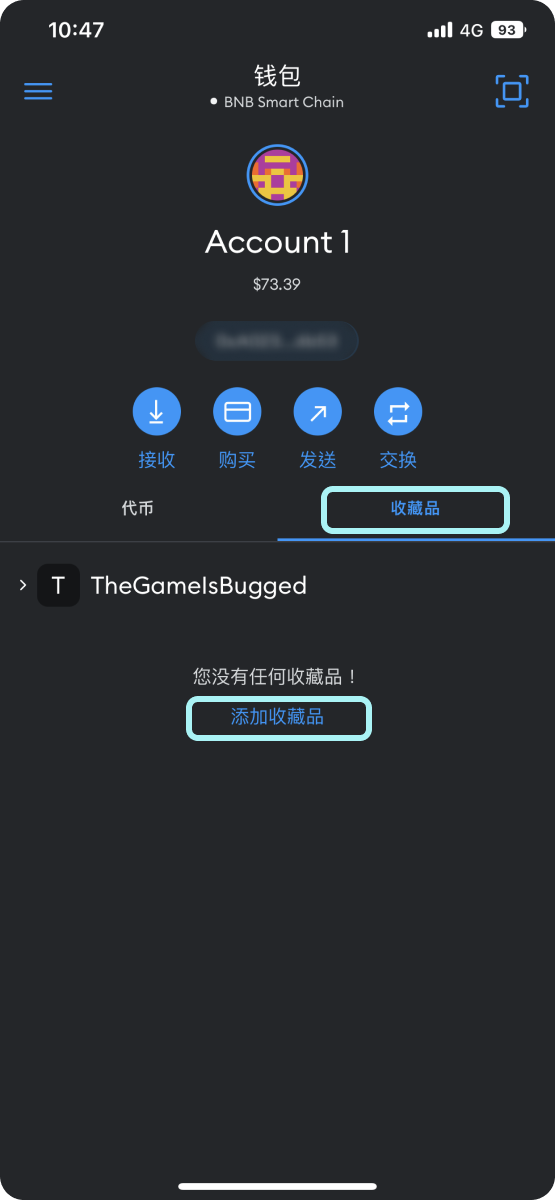 10:47
4G 93
钱包
BNB Smart Chain
Account 1
$73.39
接收 购买 发送 交换
代币 收藏品
T TheGameIsBugged
您没有任何收藏品！
添加收藏品